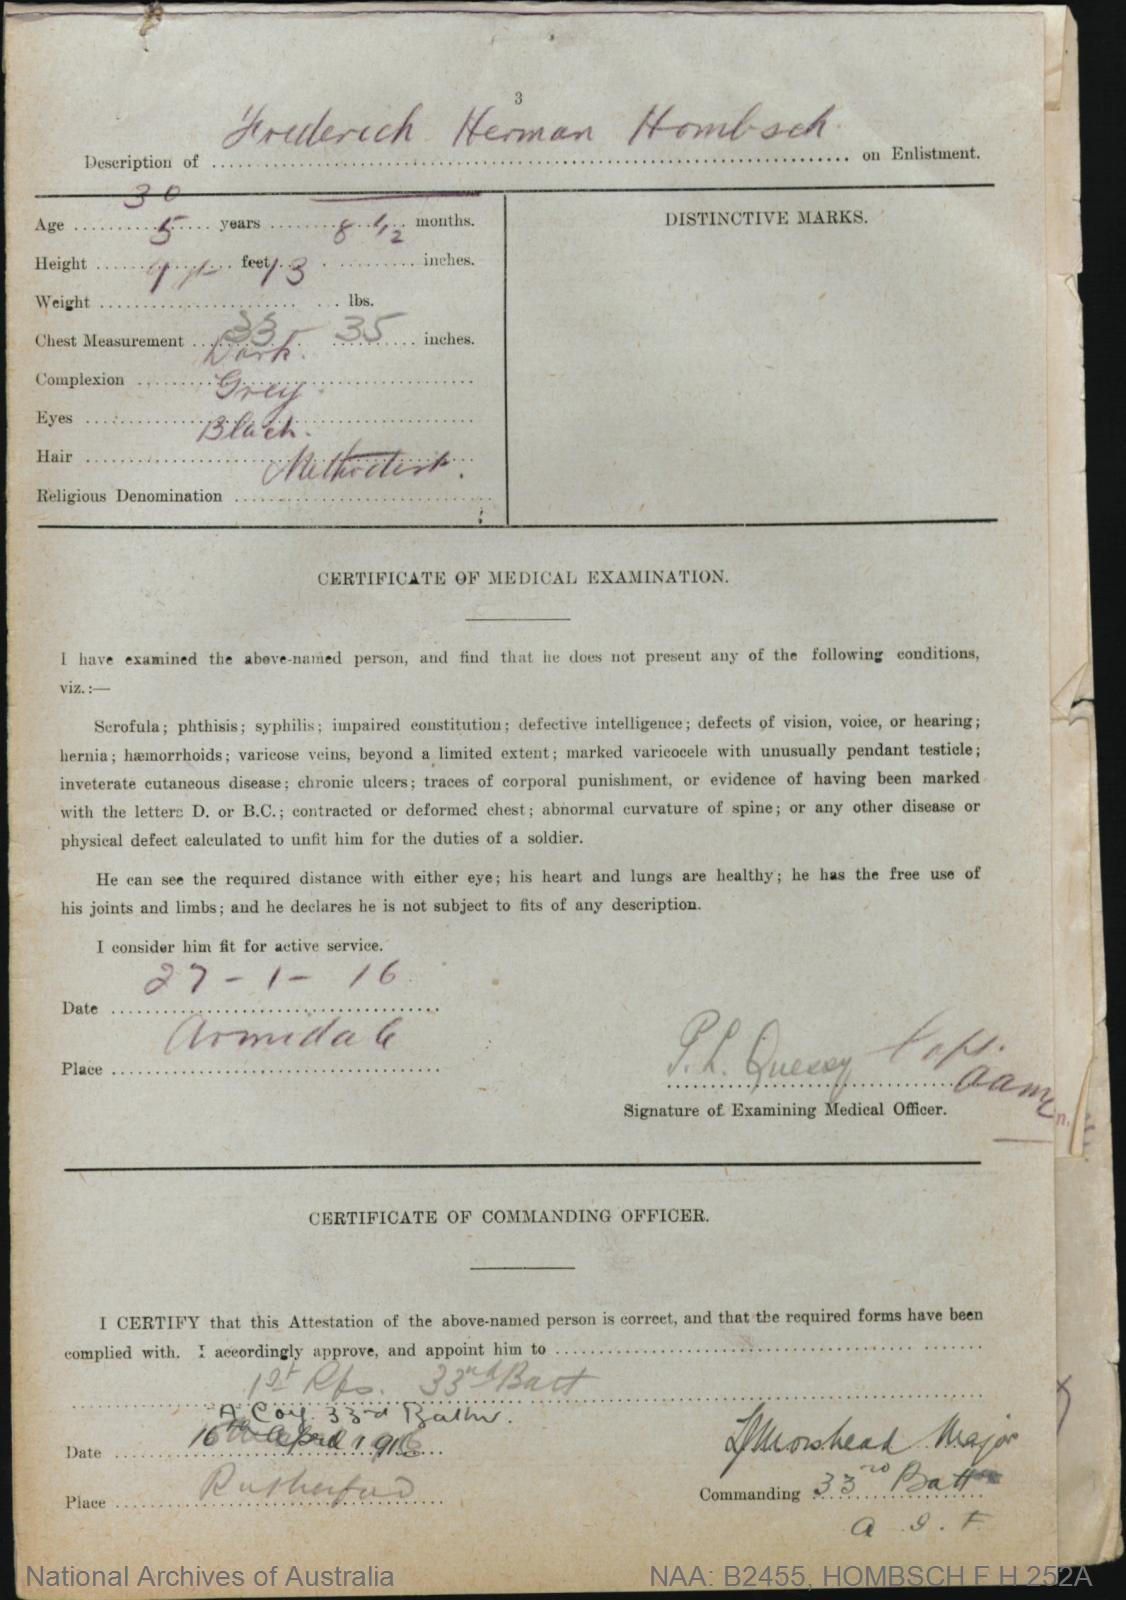 3
Frederich Herman Hombsch
Description of ........ on Enlistment.
30
Age ........ years ........ months.
5 8 1/2
Height ........ feet ........ inches.
9 st 13
Weight ........ lbs.
33 35
Chest Measurement ........ inches.
Dark.
Complexion ........
Grey
Eyes ........
Black.
Hair ........
Methodist.
Religious Denomination ........
DISTINCTIVE MARKS.
CERTIFICATE OF MEDICAL EXAMINATION.
I have examined the above-named person, and find that he does not present any of the following conditions,
viz.:—
Scrofula; phthisis; syphilis; impaired constitution; defective intelligence; defects of vision, voice, or hearing;
hernia; hæmorrhoids; varicose veins, beyond a limited extent; marked varicocele with unusually pendant testicle;
inveterate cutaneous disease; chronic ulcers; traces of corporal punishment, or evidence of having been marked
with the letters D. or B.C.; contracted or deformed chest; abnormal curvature of spine; or any other disease or
physical defect calculated to unfit him for the duties of a soldier.
He can see the required distance with either eye; his heart and lungs are healthy; he has the free use of
his joints and limbs; and he declares he is not subject to fits of any description.
I consider him fit for active service.
27 - 1 - 16
Date ........
Armidale
Place ........
P. L. Quessy Capt.
AAMC
Signature of Examining Medical Officer.
CERTIFICATE OF COMMANDING OFFICER.
I CERTIFY that this Attestation of the above-named person is correct, and that the required forms have been
complied with. I accordingly approve, and appoint him to ........
1st Rfs. 33rd Batt
A Coy 33rd Battn.
Date 16th April 1916
Rutherford
Place ........
L J Morshead Major
Commanding 33rd Battn
A. I. F.
National Archives of Australia
NAA: B2455, HOMBSCH F H 252A